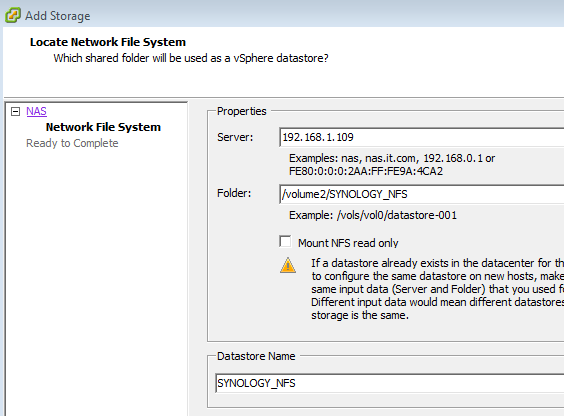 Add Storage
Locate Network File System
Which shared folder will be used as a vSphere datastore?
NAS
Network File System
Ready to Complete
Properties
Server:
192.168.1.109
Examples: nas, nas.it.com, 192.168.0.1 or
FE80:0:0:0:2AA:FF:FE9A:4CA2
Folder:
/volume2/SYNOLOGY_NFS
Example: /vols/vol0/datastore-001
Mount NFS read only
If a datastore already exists in the datacenter for th
to configure the same datastore on new hosts, make
same input data (Server and Folder) that you used fo
Different input data would mean different datastores
storage is the same.
Datastore Name
SYNOLOGY_NFS